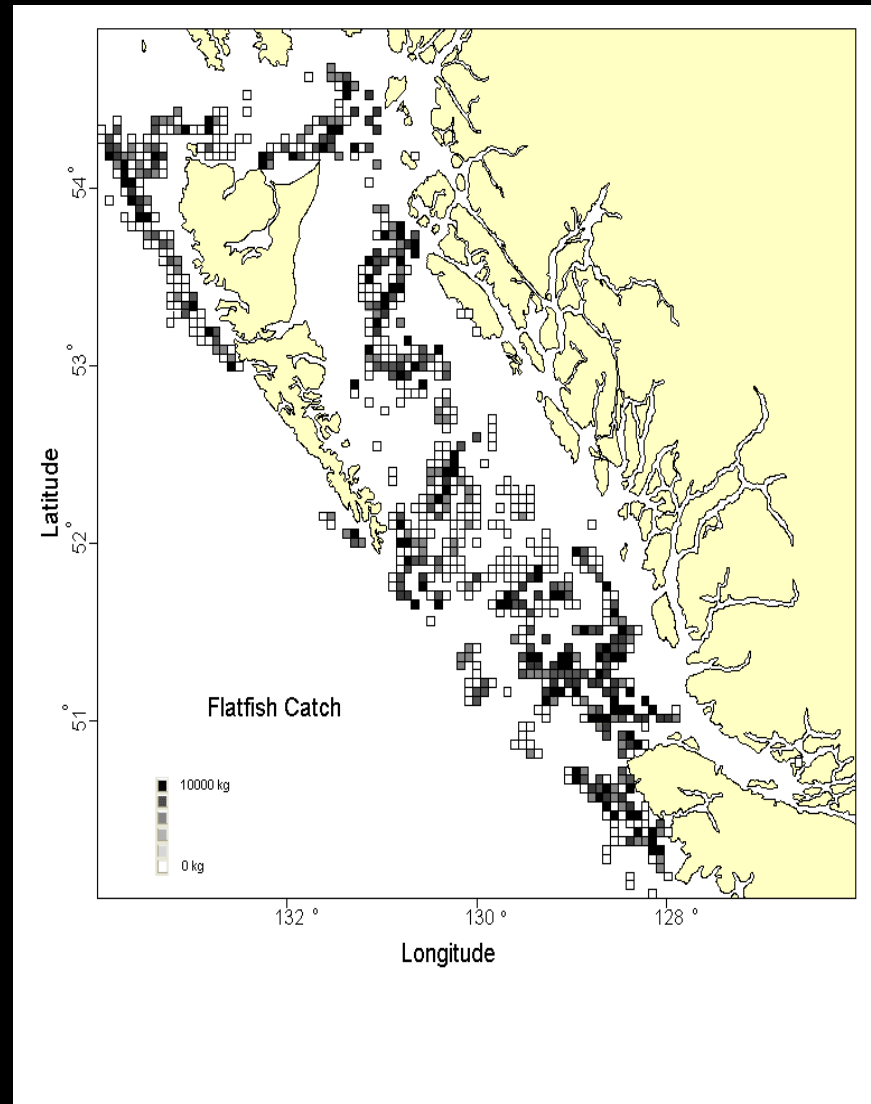 54°
53°
Latitude
52°
51°
Flatfish Catch
10000 kg
0 kg
132 °
130 °
128 °
Longitude